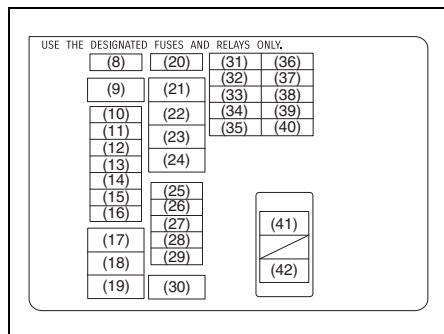 USE THE DESIGNATED FUSES AND RELAYS ONLY.
(8) (20) (31) (36)
(32) (37)
(9) (21) (33) (38)
(10) (22) (34) (39)
(11) (35) (40)
(12) (23)
(13)
(14) (24)
(15)
(16) (25)
(26)
(17) (27) (41)
(28)
(18) (29)
(42)
(19) (30)